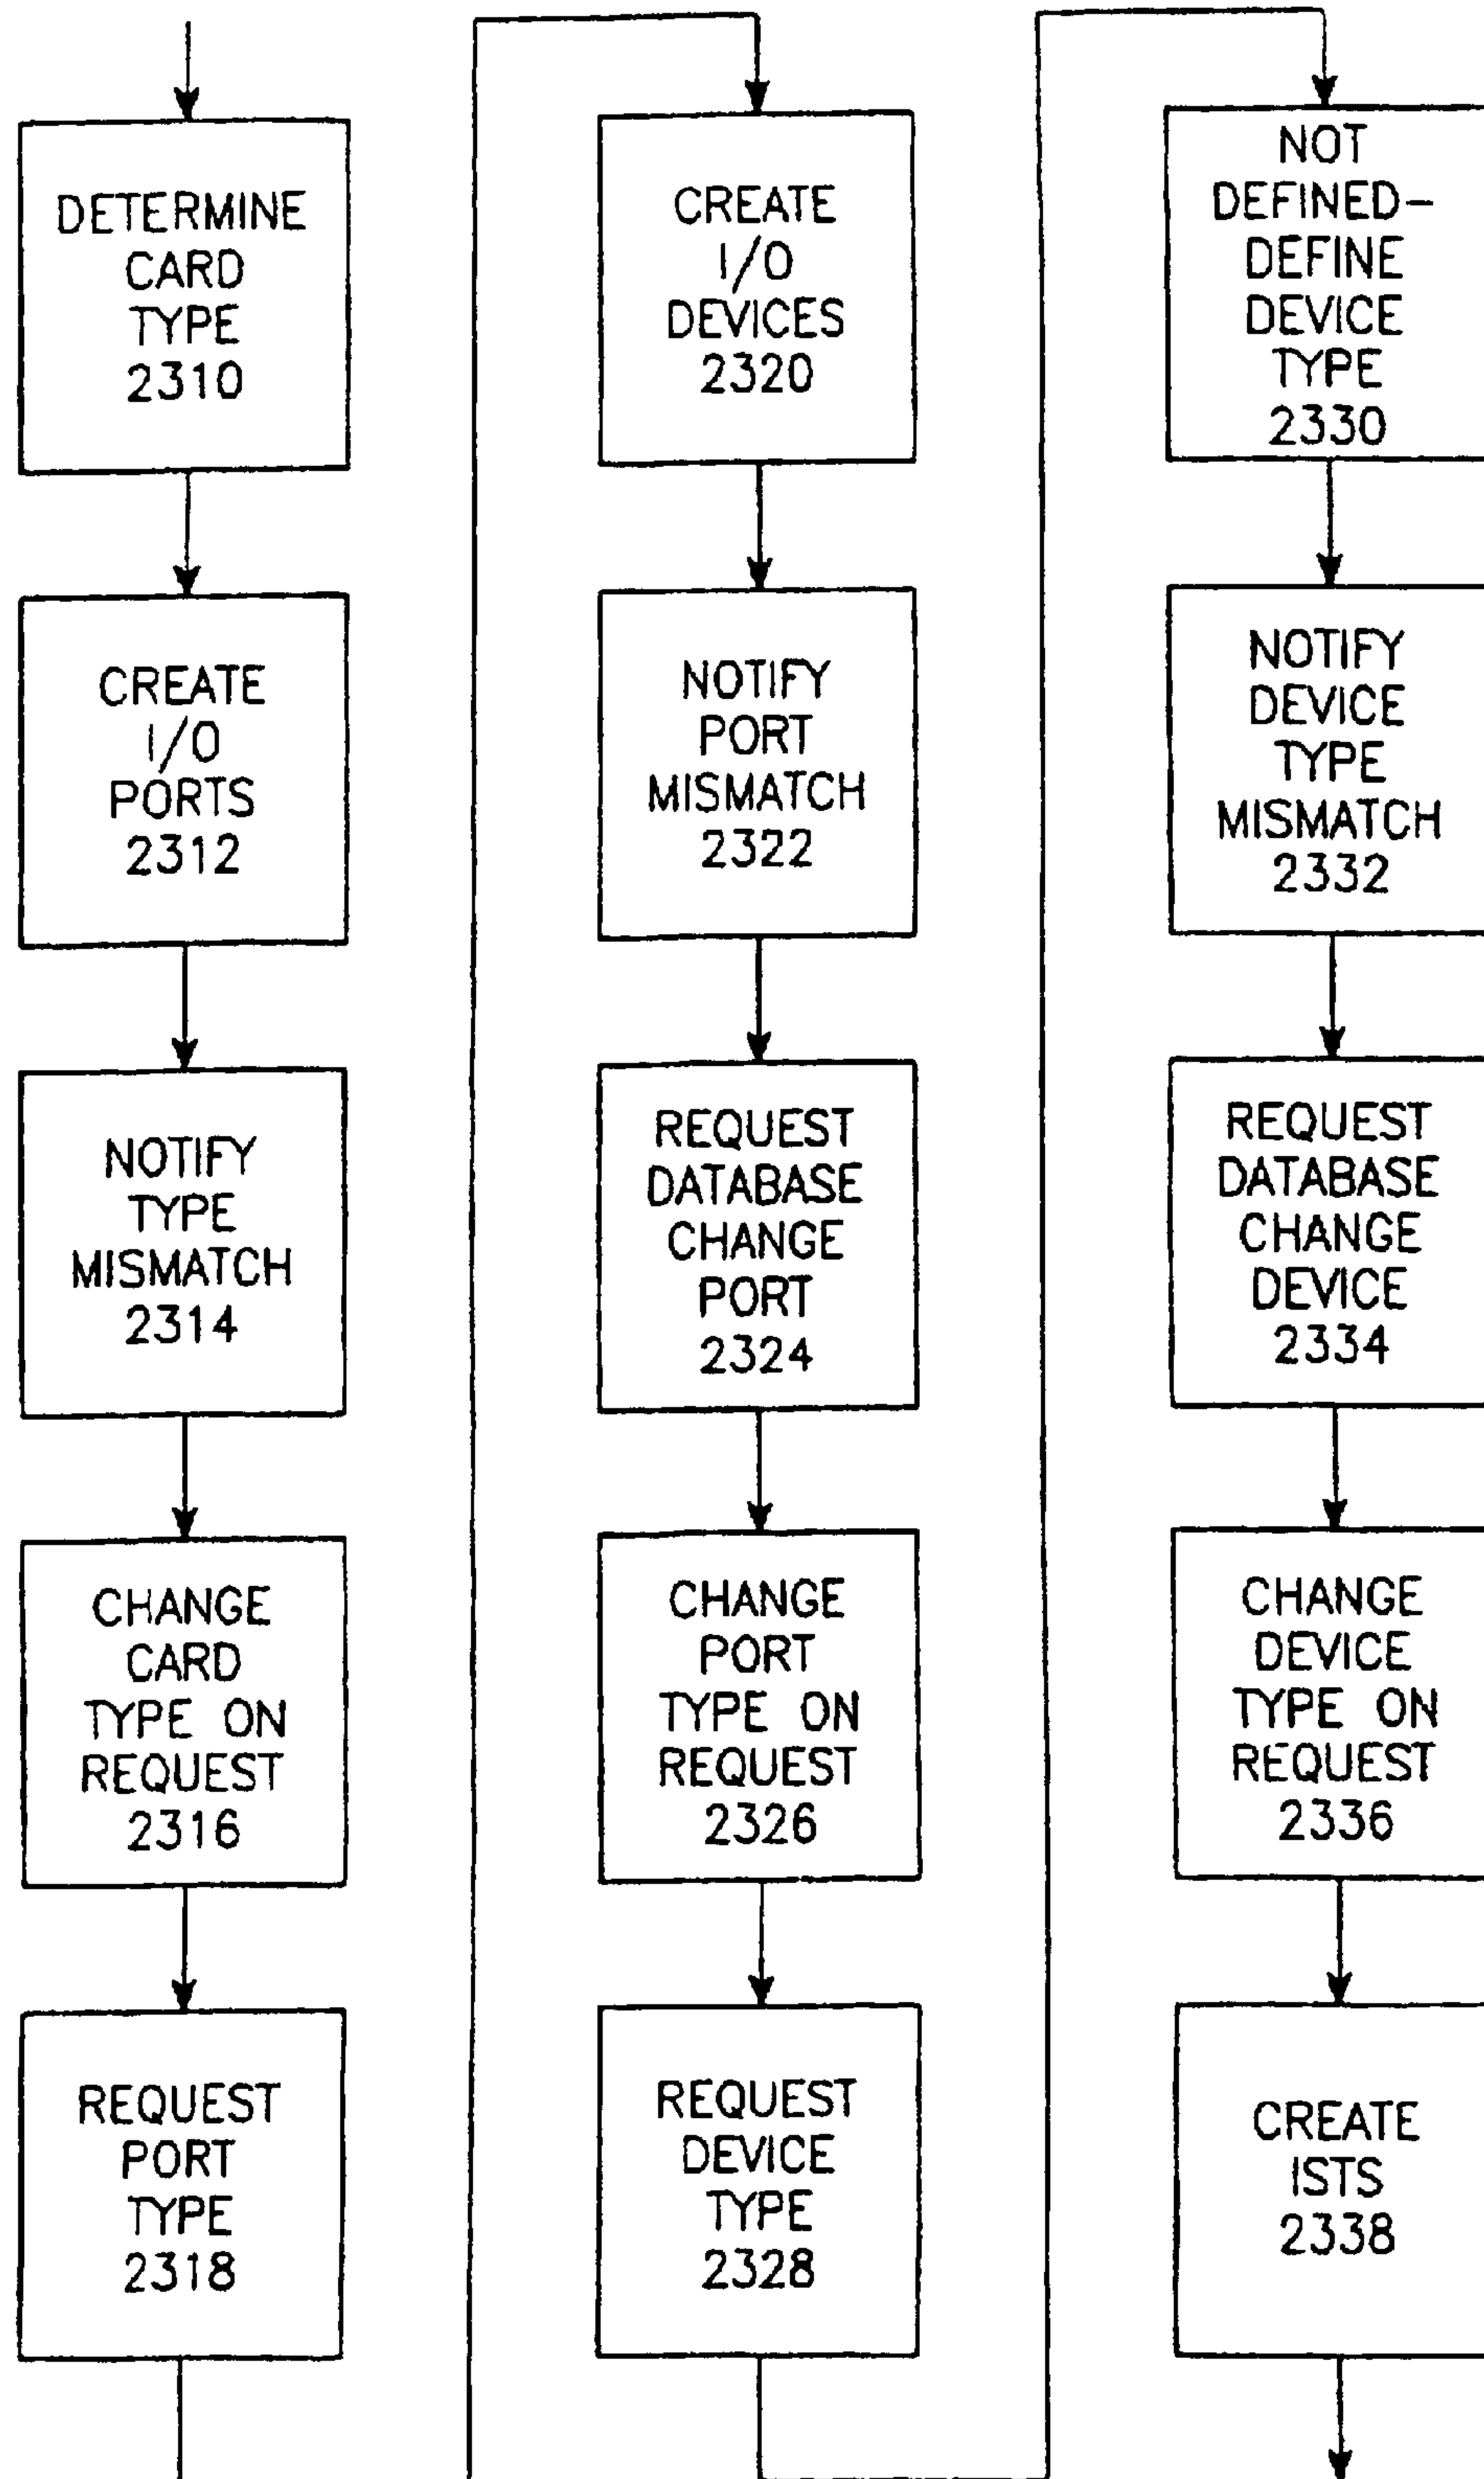 DETERMINE
CARD
TYPE
2310
CREATE
I/O
PORTS
2312
NOTIFY
TYPE
MISMATCH
2314
CHANGE
CARD
TYPE ON
REQUEST
2316
REQUEST
PORT
TYPE
2318
CREATE
I/O
DEVICES
2320
NOTIFY
PORT
MISMATCH
2322
REQUEST
DATABASE
CHANGE
PORT
2324
CHANGE
PORT
TYPE ON
REQUEST
2326
REQUEST
DEVICE
TYPE
2328
NOT
DEFINED-
DEFINE
DEVICE
TYPE
2330
NOTIFY
DEVICE
TYPE
MISMATCH
2332
REQUEST
DATABASE
CHANGE
DEVICE
2334
CHANGE
DEVICE
TYPE ON
REQUEST
2336
CREATE
ISTS
2338